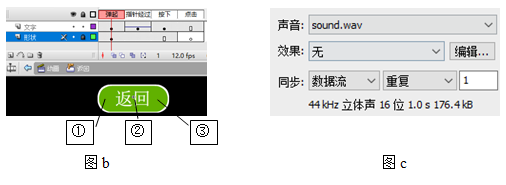 弹起 指针经过 按下 点击
文字
形状
1 12.0 fps
返回
① ② ③
图 b
声音: sound.wav
效果: 无 编辑...
同步: 数据流 重复 1
44 kHz 立体声 16 位 1.0 s 176.4 kB
图 c